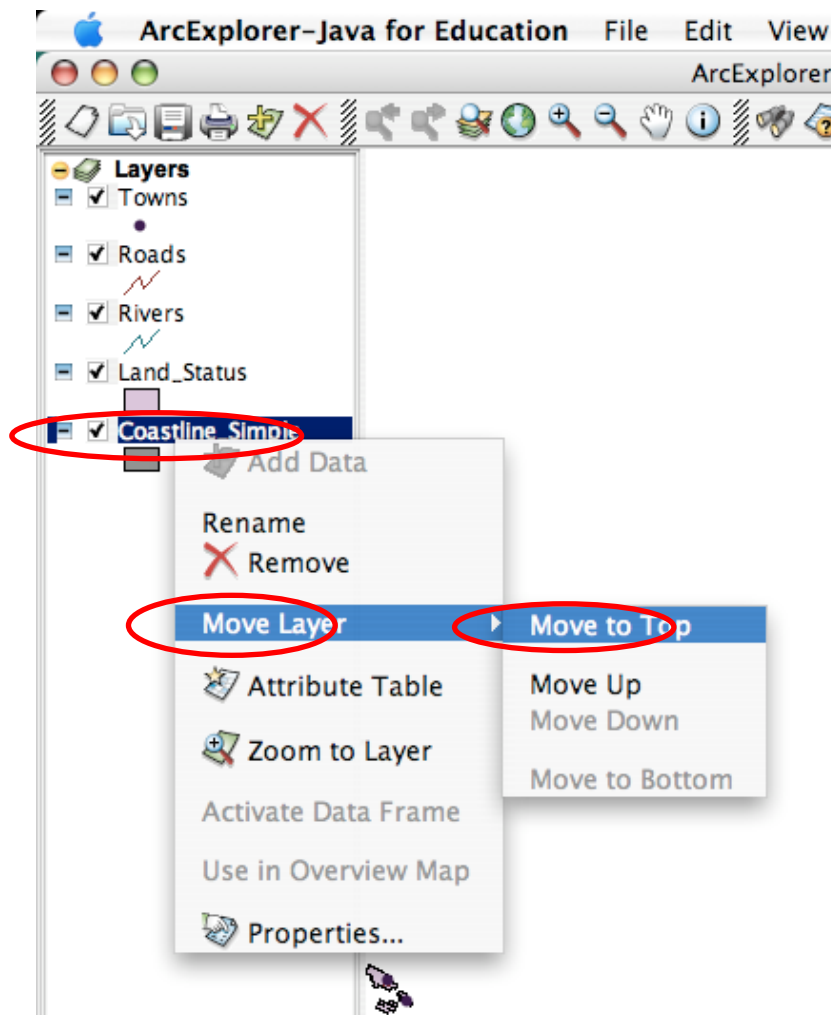 ArcExplorer-Java for Education File Edit View
ArcExplorer
Layers
Towns
Roads
Rivers
Land_Status
Coastline_Simple
Add Data
Rename
Remove
Move Layer
Move to Top
Attribute Table
Move Up
Move Down
Zoom to Layer
Move to Bottom
Activate Data Frame
Use in Overview Map
Properties...